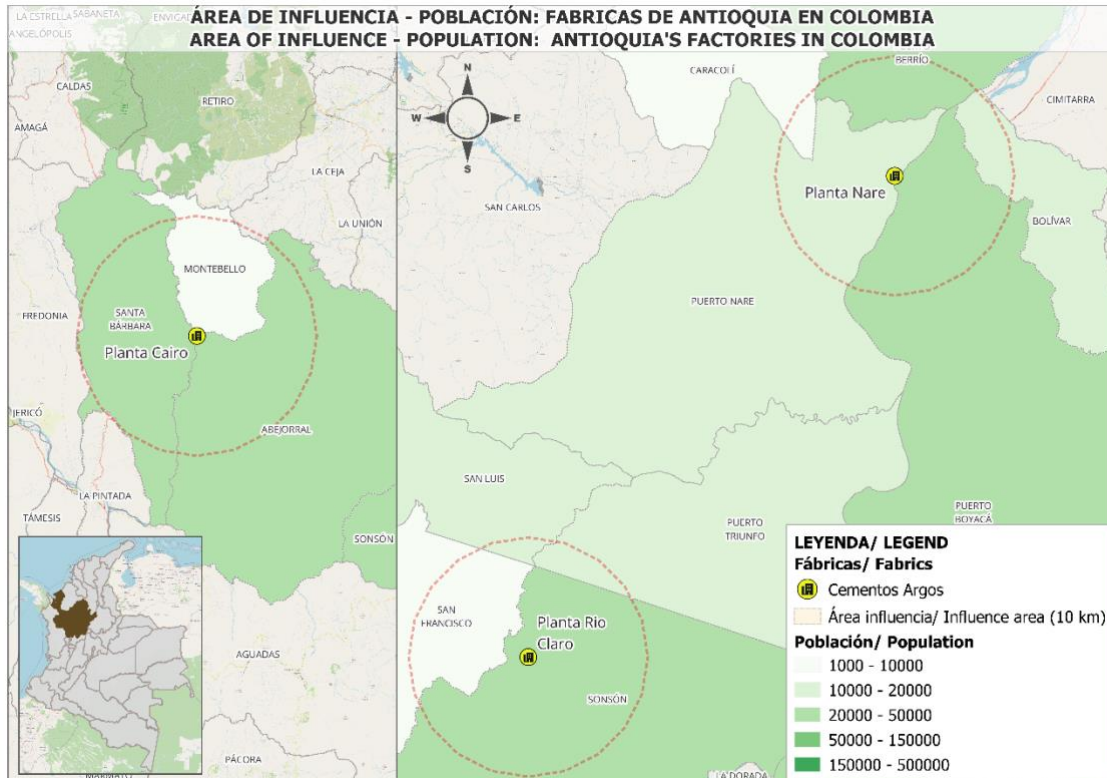 ÁREA DE INFLUENCIA - POBLACIÓN: FABRICAS DE ANTIOQUIA EN COLOMBIA
AREA OF INFLUENCE - POPULATION: ANTIOQUIA'S FACTORIES IN COLOMBIA
LA ESTRELLA
SABANETA
ENVIGADO
ANGELÓPOLIS
CALDAS
RETIRO
AMAGÁ
LA CEJA
LA UNIÓN
MONTEBELLO
FREDONIA
SANTA
BÁRBARA
Planta Cairo
JERICÓ
ABEJORRAL
LA PINTADA
TÁMESIS
SONSÓN
AGUADAS
PÁCORA
MARMATO
N
W
E
S
CARACOLÍ
BERRÍO
CIMITARRA
Planta Nare
SAN CARLOS
BOLÍVAR
PUERTO NARE
SAN LUIS
PUERTO
TRIUNFO
PUERTO
BOYACÁ
SAN
FRANCISCO
Planta Rio
Claro
SONSÓN
LA DORADA
LEYENDA/ LEGEND
Fábricas/ Fabrics
Cementos Argos
Área influencia/ Influence area (10 km)
Población/ Population
1000 - 10000
10000 - 20000
20000 - 50000
50000 - 150000
150000 - 500000